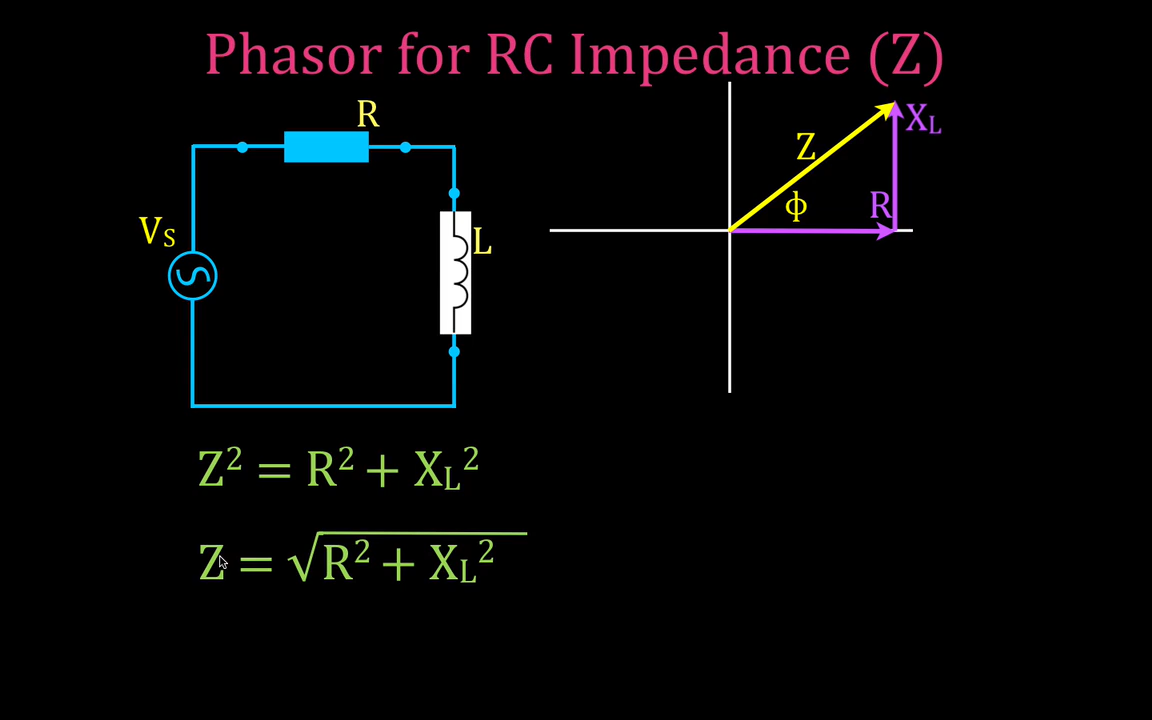 Phasor for RC Impedance (Z)
R
V_S
L
Z
X_L
R
ϕ
Z² = R² + X_L²
Z = √(R² + X_L²)